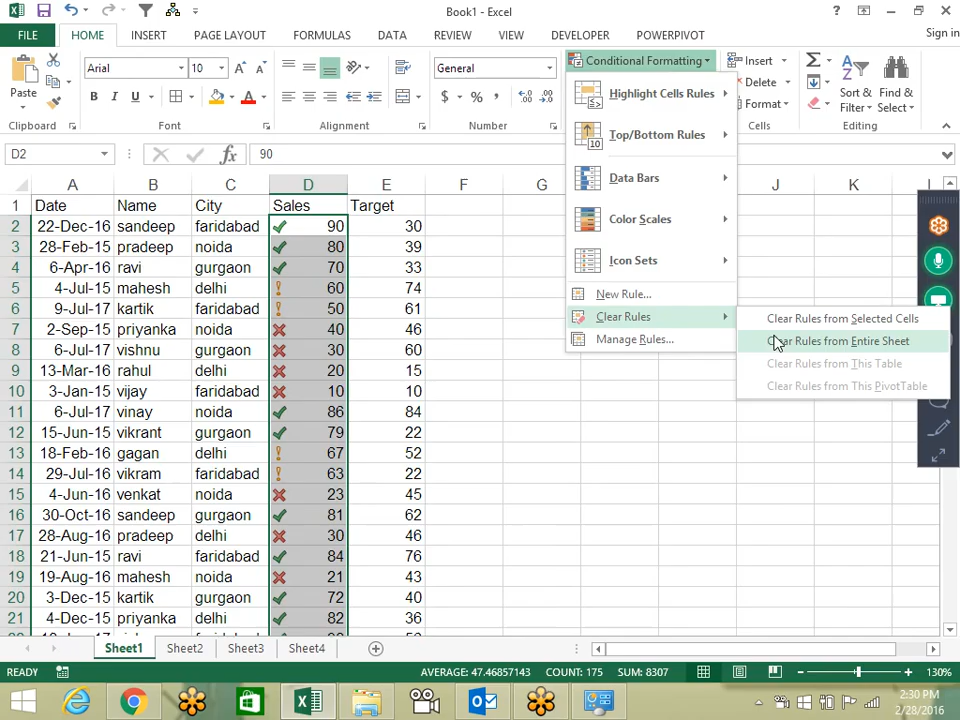 Book1 - Excel
FILE HOME INSERT PAGE LAYOUT FORMULAS DATA REVIEW VIEW DEVELOPER POWERPIVOT Sign in
Paste
Arial 10
General
Conditional Formatting
Insert
Delete
Format
Sort & Filter
Find & Select
Clipboard Font Alignment Number Cells Editing
Highlight Cells Rules
Top/Bottom Rules
Data Bars
Color Scales
Icon Sets
New Rule...
Clear Rules
Manage Rules...
Clear Rules from Selected Cells
Clear Rules from Entire Sheet
Clear Rules from This Table
Clear Rules from This PivotTable
D2 fx 90
A B C D E F G J K
1 Date Name City Sales Target
2 22-Dec-16 sandeep faridabad 90 30
3 28-Feb-15 pradeep noida 80 39
4 6-Apr-16 ravi gurgaon 70 33
5 4-Jul-15 mahesh delhi 60 74
6 9-Jul-17 kartik faridabad 50 61
7 2-Sep-15 priyanka noida 40 46
8 6-Jul-17 vishnu gurgaon 30 60
9 13-Mar-16 rahul delhi 20 15
10 3-Jan-15 vijay faridabad 10 10
11 6-Jul-17 vinay noida 86 84
12 15-Jun-15 vikrant gurgaon 79 22
13 18-Feb-16 gagan delhi 67 52
14 29-Jul-16 vikram faridabad 63 22
15 4-Jun-16 venkat noida 23 45
16 30-Oct-16 sandeep gurgaon 81 62
17 28-Aug-16 pradeep delhi 30 46
18 21-Jun-15 ravi faridabad 84 76
19 19-Aug-16 mahesh noida 21 43
20 3-Dec-15 kartik gurgaon 72 40
21 4-Dec-15 priyanka delhi 82 36
Sheet1 Sheet2 Sheet3 Sheet4
READY AVERAGE: 47.46857143 COUNT: 175 SUM: 8307 130%
2:30 PM
2/28/2016